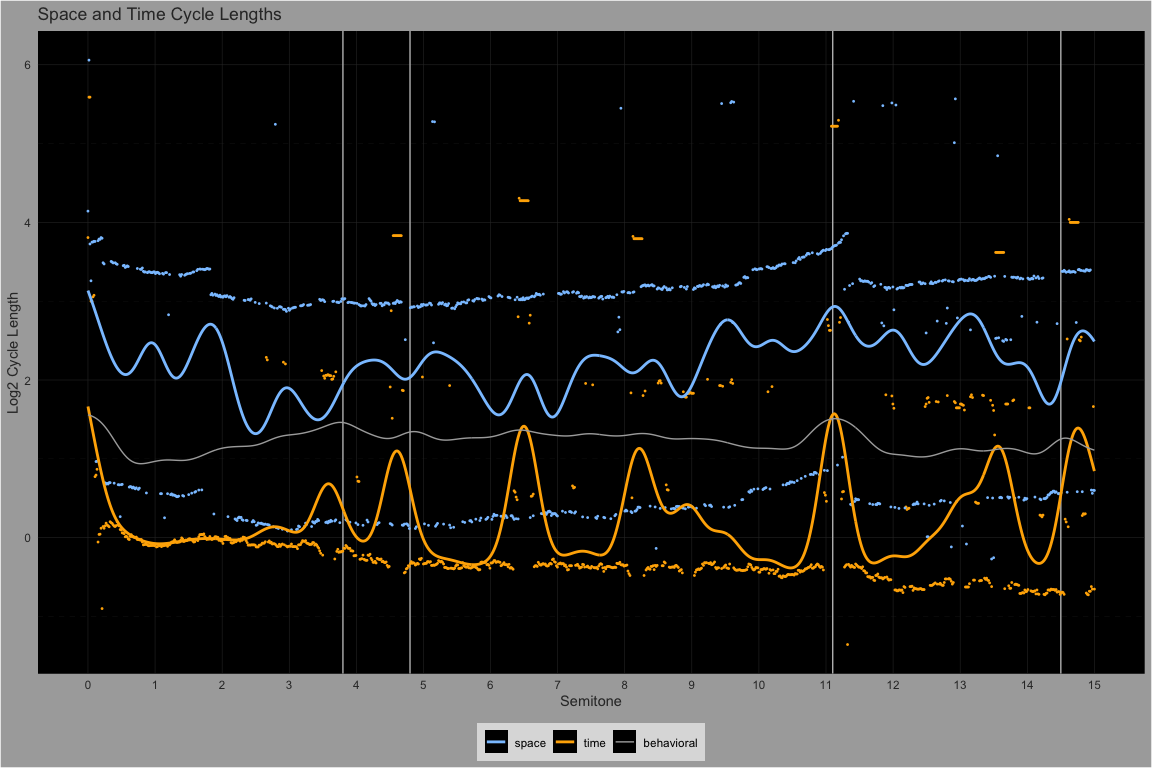 Space and Time Cycle Lengths
Log2 Cycle Length
6
4
2
0
0 1 2 3 4 5 6 7 8 9 10 11 12 13 14 15
Semitone
space time behavioral